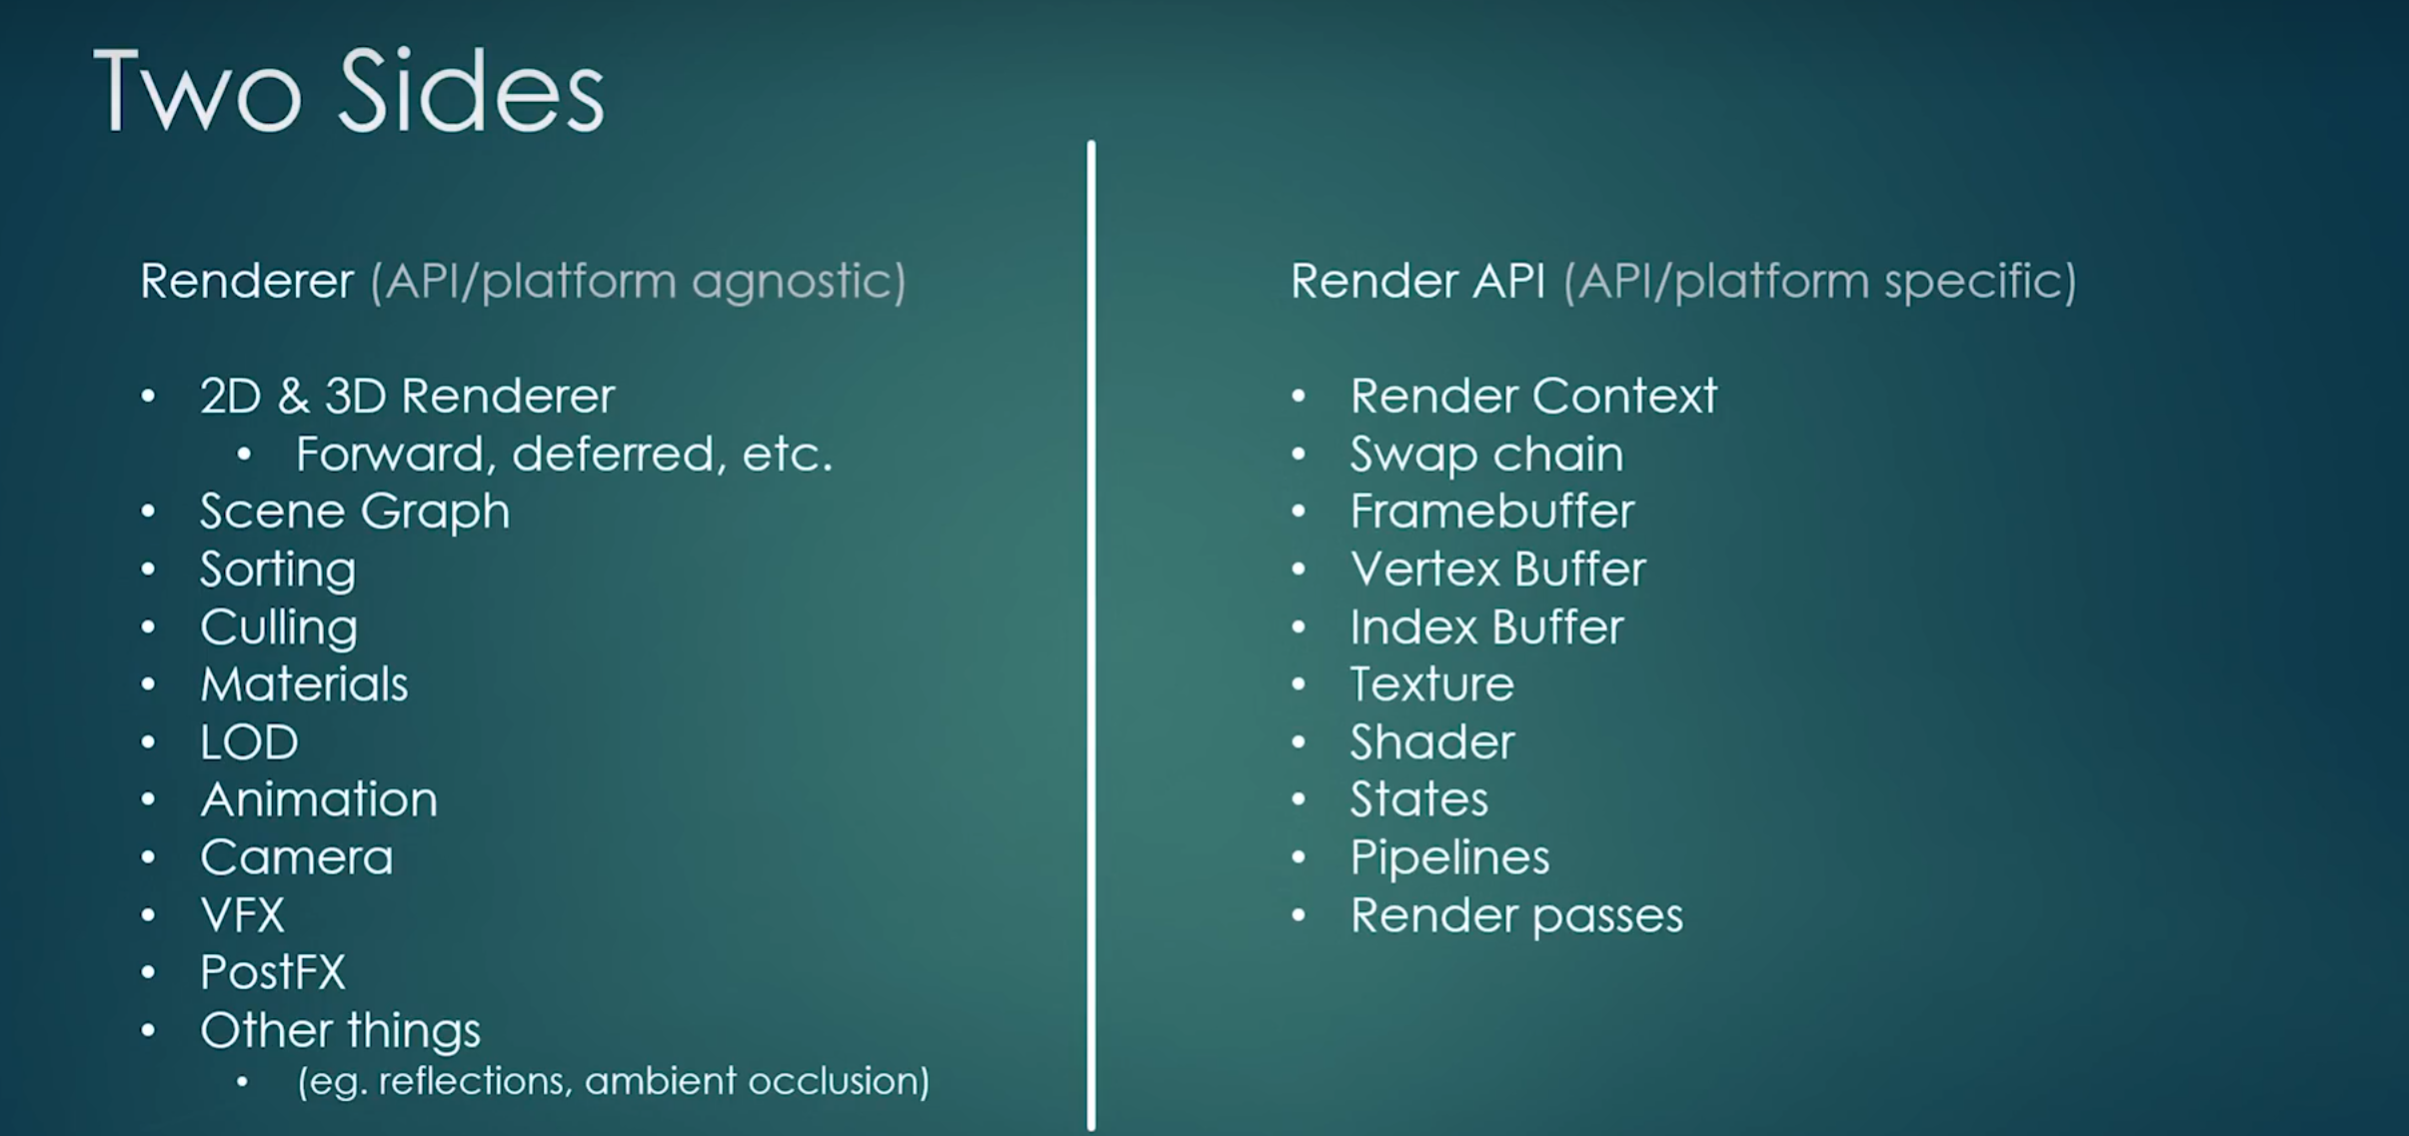 Two Sides
Renderer (API/platform agnostic)
• 2D & 3D Renderer
• Forward, deferred, etc.
• Scene Graph
• Sorting
• Culling
• Materials
• LOD
• Animation
• Camera
• VFX
• PostFX
• Other things
• (eg. reflections, ambient occlusion)
Render API (API/platform specific)
• Render Context
• Swap chain
• Framebuffer
• Vertex Buffer
• Index Buffer
• Texture
• Shader
• States
• Pipelines
• Render passes